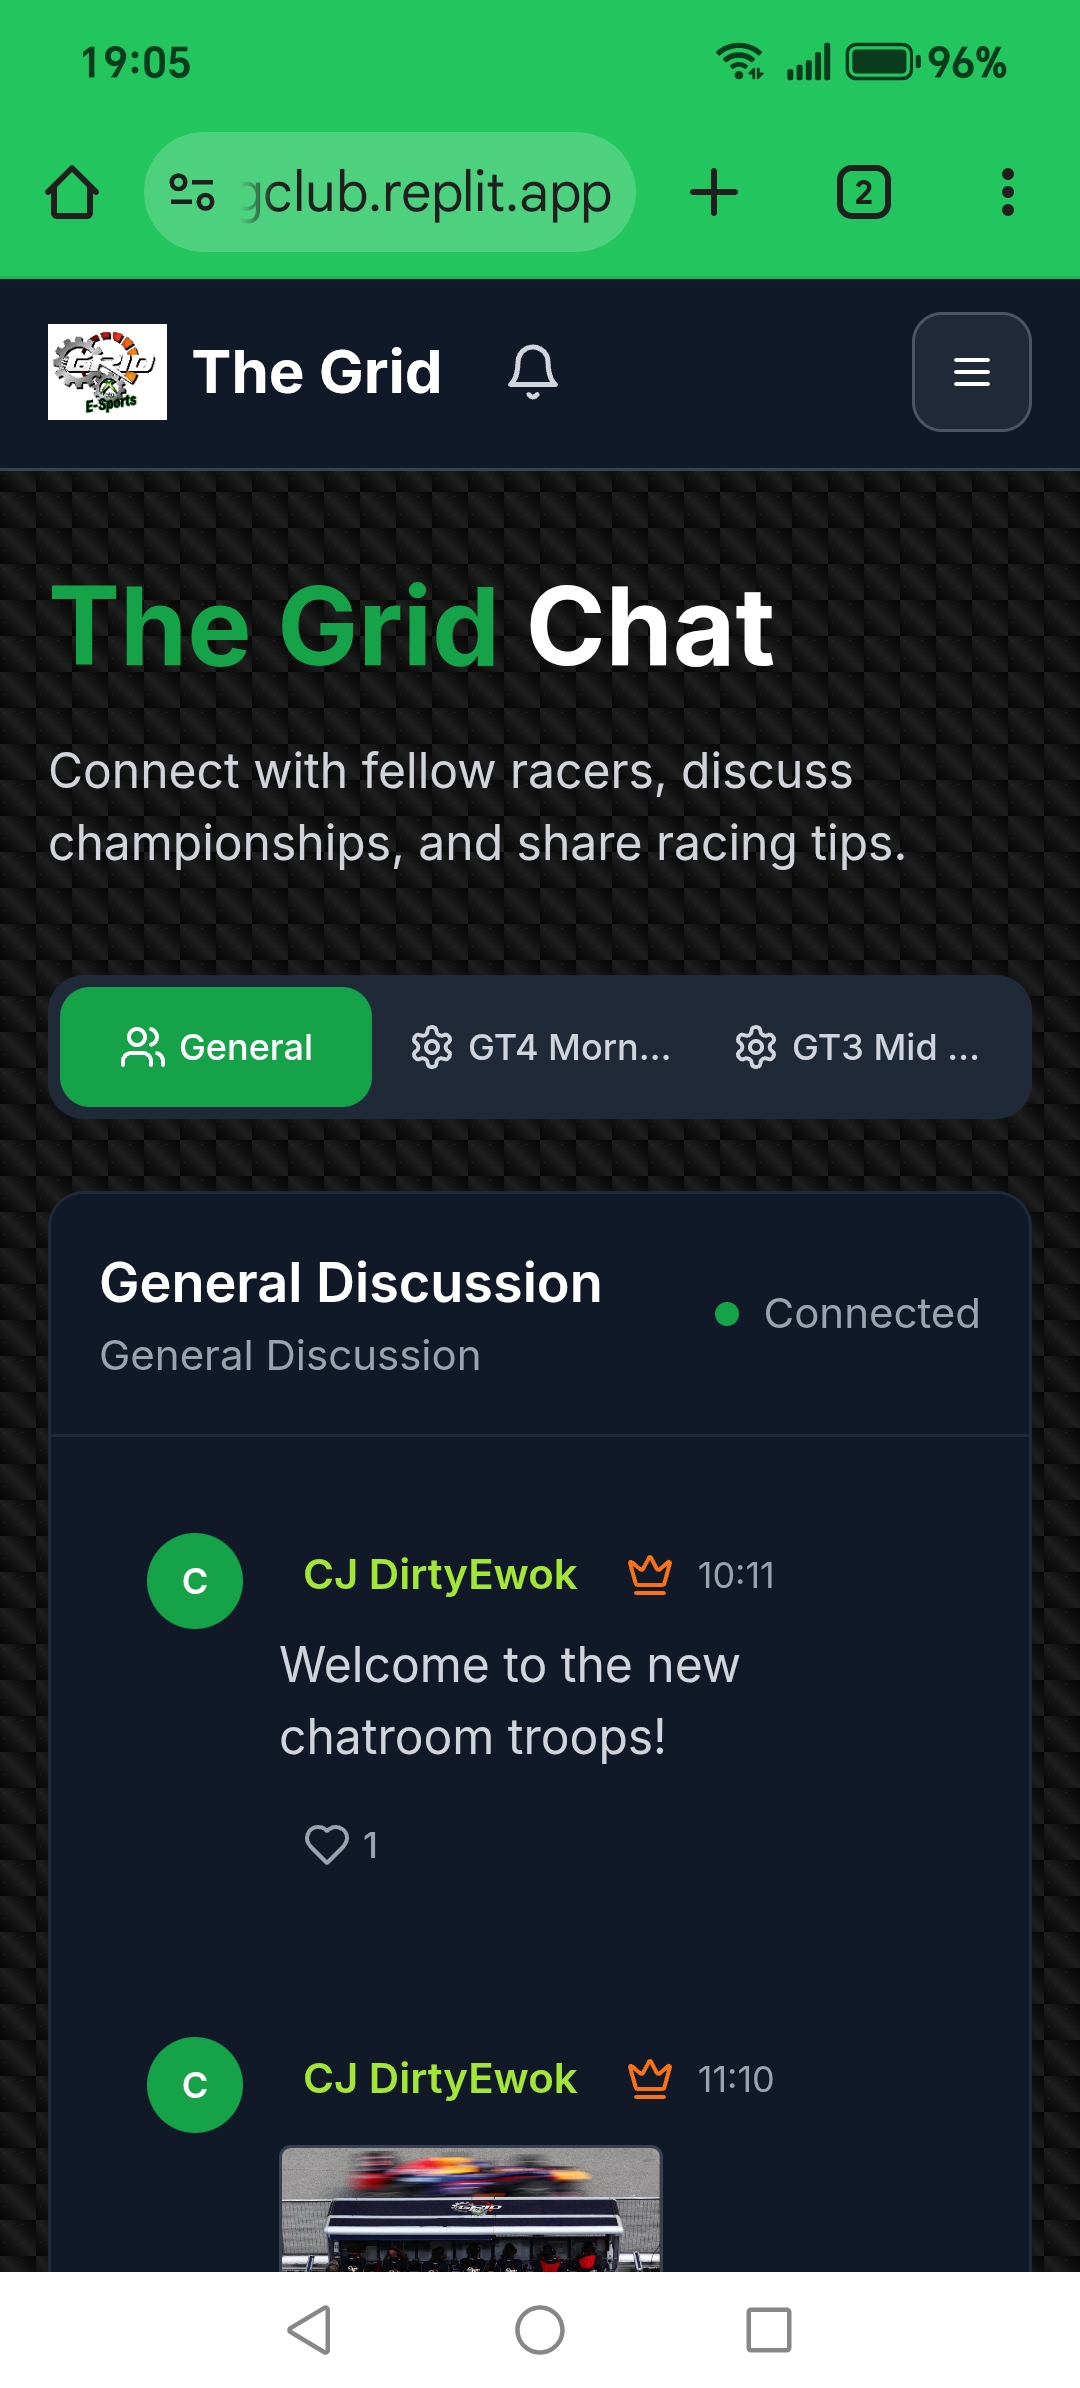 19:05
96%
gclub.replit.app
2
GRID
E-Sports
The Grid
The Grid Chat
Connect with fellow racers, discuss
championships, and share racing tips.
General
GT4 Morn...
GT3 Mid ...
General Discussion
Connected
General Discussion
C
CJ DirtyEwok
10:11
Welcome to the new
chatroom troops!
1
C
CJ DirtyEwok
11:10
GRID